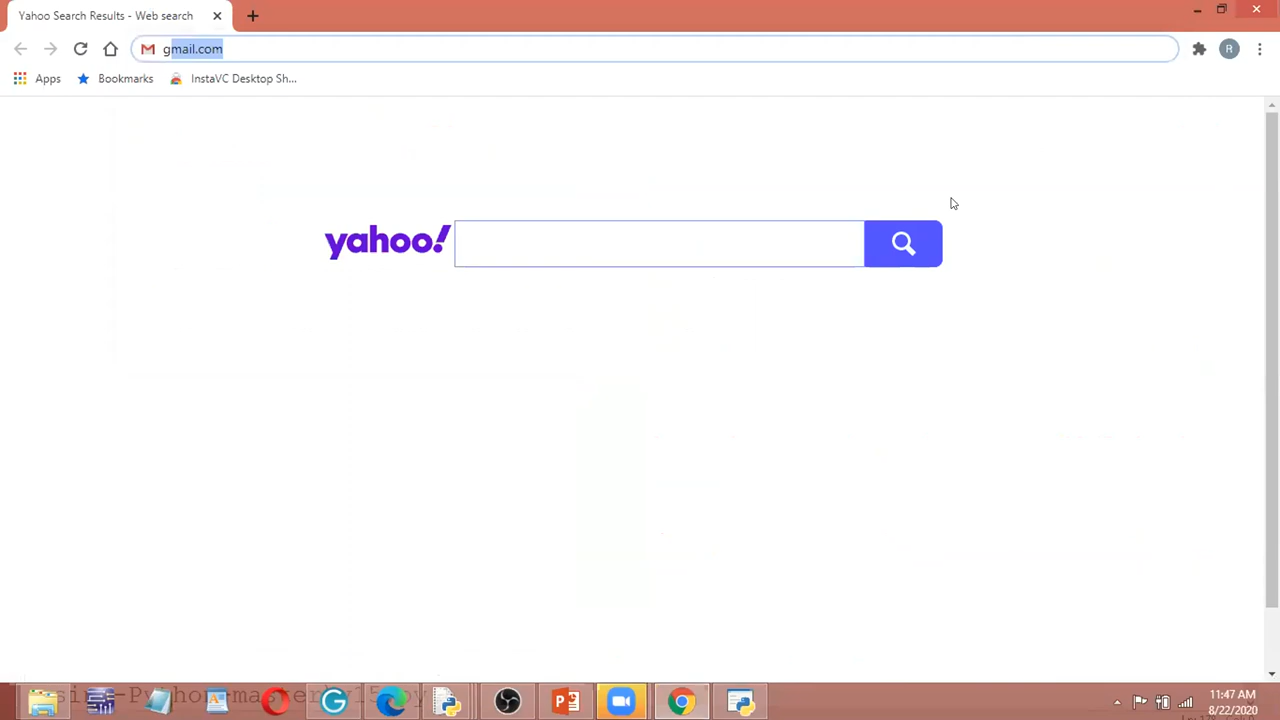 Yahoo Search Results - Web search
gmail.com
R
Apps
Bookmarks
InstaVC Desktop Sh...
yahoo!
11:47 AM
8/22/2020